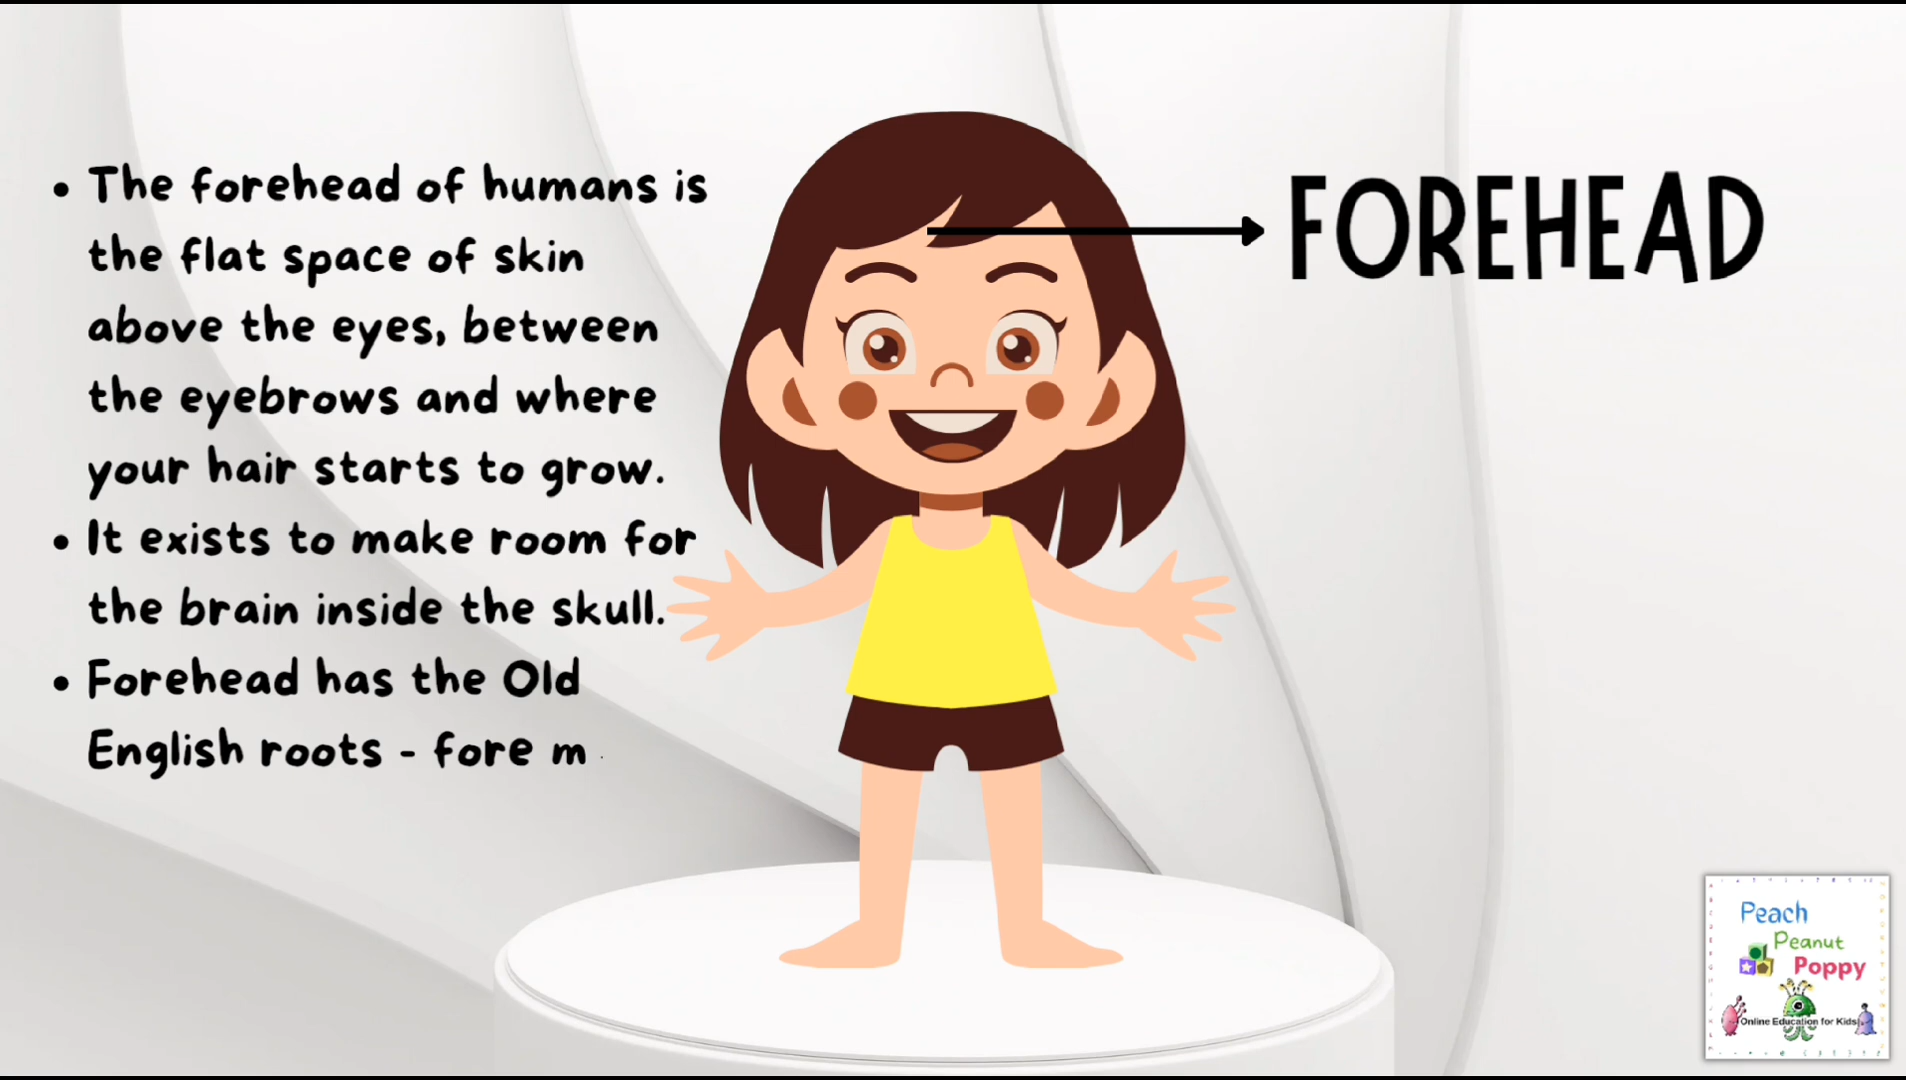 • The forehead of humans is
the flat space of skin
above the eyes, between
the eyebrows and where
your hair starts to grow.
• It exists to make room for
the brain inside the skull.
• Forehead has the Old
English roots - fore m
FOREHEAD
Peach
Peanut
Poppy
Online Education for Kids